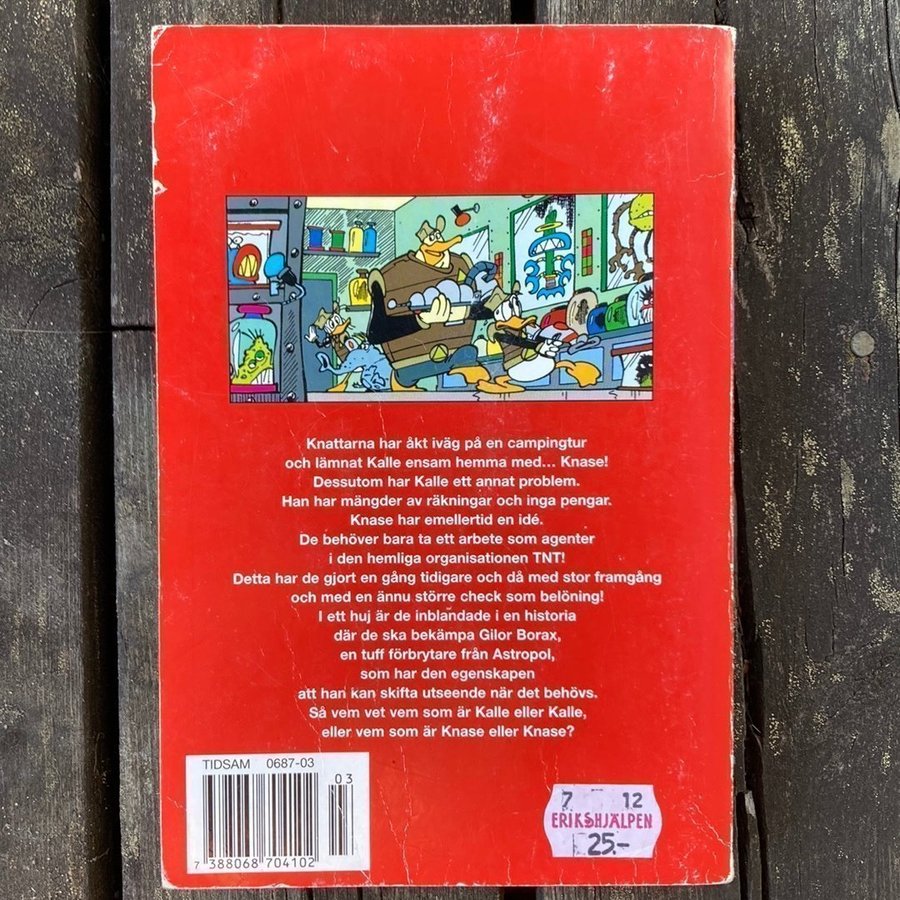 Knattarna har åkt iväg på en campingtur
och lämnat Kalle ensam hemma med... Knase!
Dessutom har Kalle ett annat problem.
Han har mängder av räkningar och inga pengar.
Knase har emellertid en idé.
De behöver bara ta ett arbete som agenter
i den hemliga organisationen TNT!
Detta har de gjort en gång tidigare och då med stor framgång
och med en ännu större check som belöning!
I ett huj är de inblandade i en historia
där de ska bekämpa Gilor Borax,
en tuff förbrytare från Astropol,
som har den egenskapen
att han kan skifta utseende när det behövs.
Så vem vet vem som är Kalle eller Kalle,
eller vem som är Knase eller Knase?
TIDSAM 0687-03
03
7 388068 704102
7 12
ERIKSHJÄLPEN
25.-